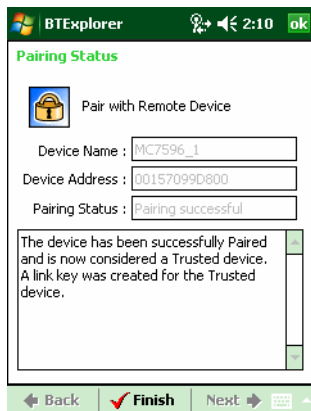 BTExplorer 2:10 ok
Pairing Status
Pair with Remote Device
Device Name : MC7596_1
Device Address : 00157099D800
Pairing Status : Pairing successful
The device has been successfully Paired
and is now considered a Trusted device.
A link key was created for the Trusted
device.
Back Finish Next